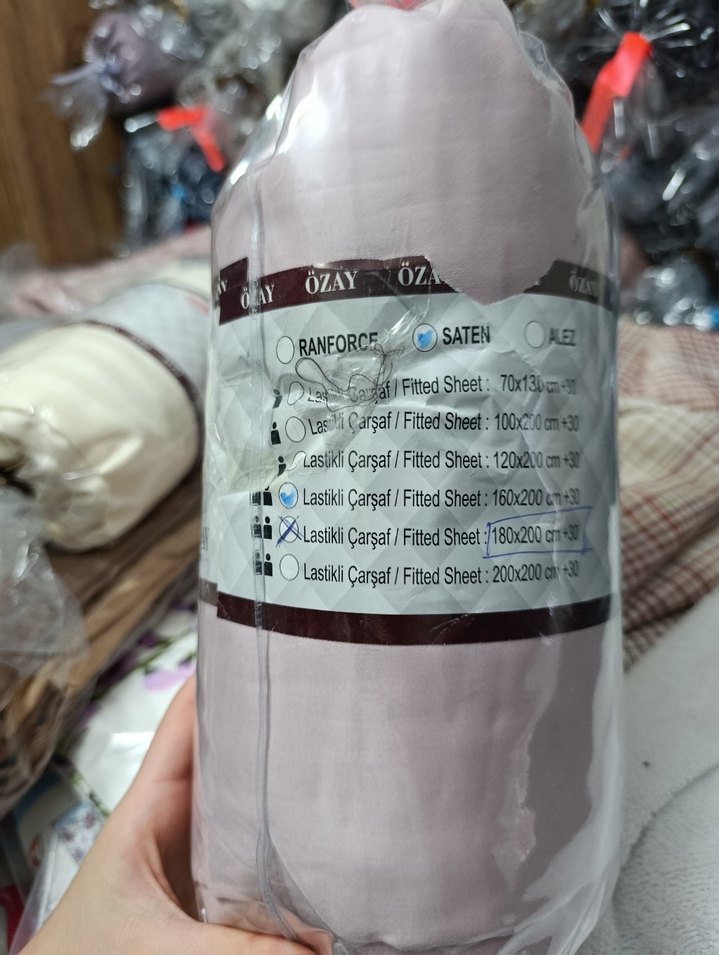 ÖZAY ÖZAY ÖZAY
RANFORCE SATEN ALEZ
Lastikli Çarşaf / Fitted Sheet : 70x130 cm +30
Lastikli Çarşaf / Fitted Sheet : 100x200 cm +30
Lastikli Çarşaf / Fitted Sheet : 120x200 cm +30
Lastikli Çarşaf / Fitted Sheet : 160x200 cm +30
Lastikli Çarşaf / Fitted Sheet : 180x200 cm +30
Lastikli Çarşaf / Fitted Sheet : 200x200 cm +30